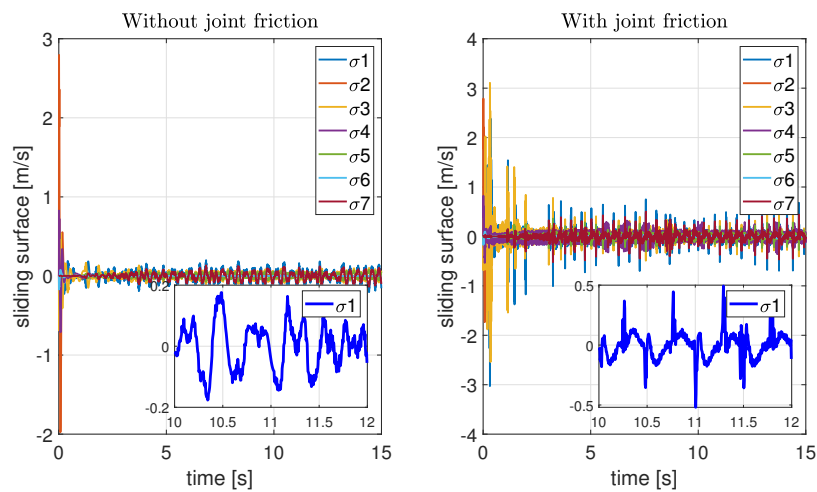 Without joint friction
3
2
1
0
-1
-2
sliding surface [m/s]
σ1
σ2
σ3
σ4
σ5
σ6
σ7
0.2
0
-0.2
σ1
10
10.5
11
11.5
12
0
5
10
15
time [s]
With joint friction
4
3
2
1
0
-1
-2
-3
-4
sliding surface [m/s]
σ1
σ2
σ3
σ4
σ5
σ6
σ7
0.5
0
-0.5
σ1
10
10.5
11
11.5
12
0
5
10
15
time [s]